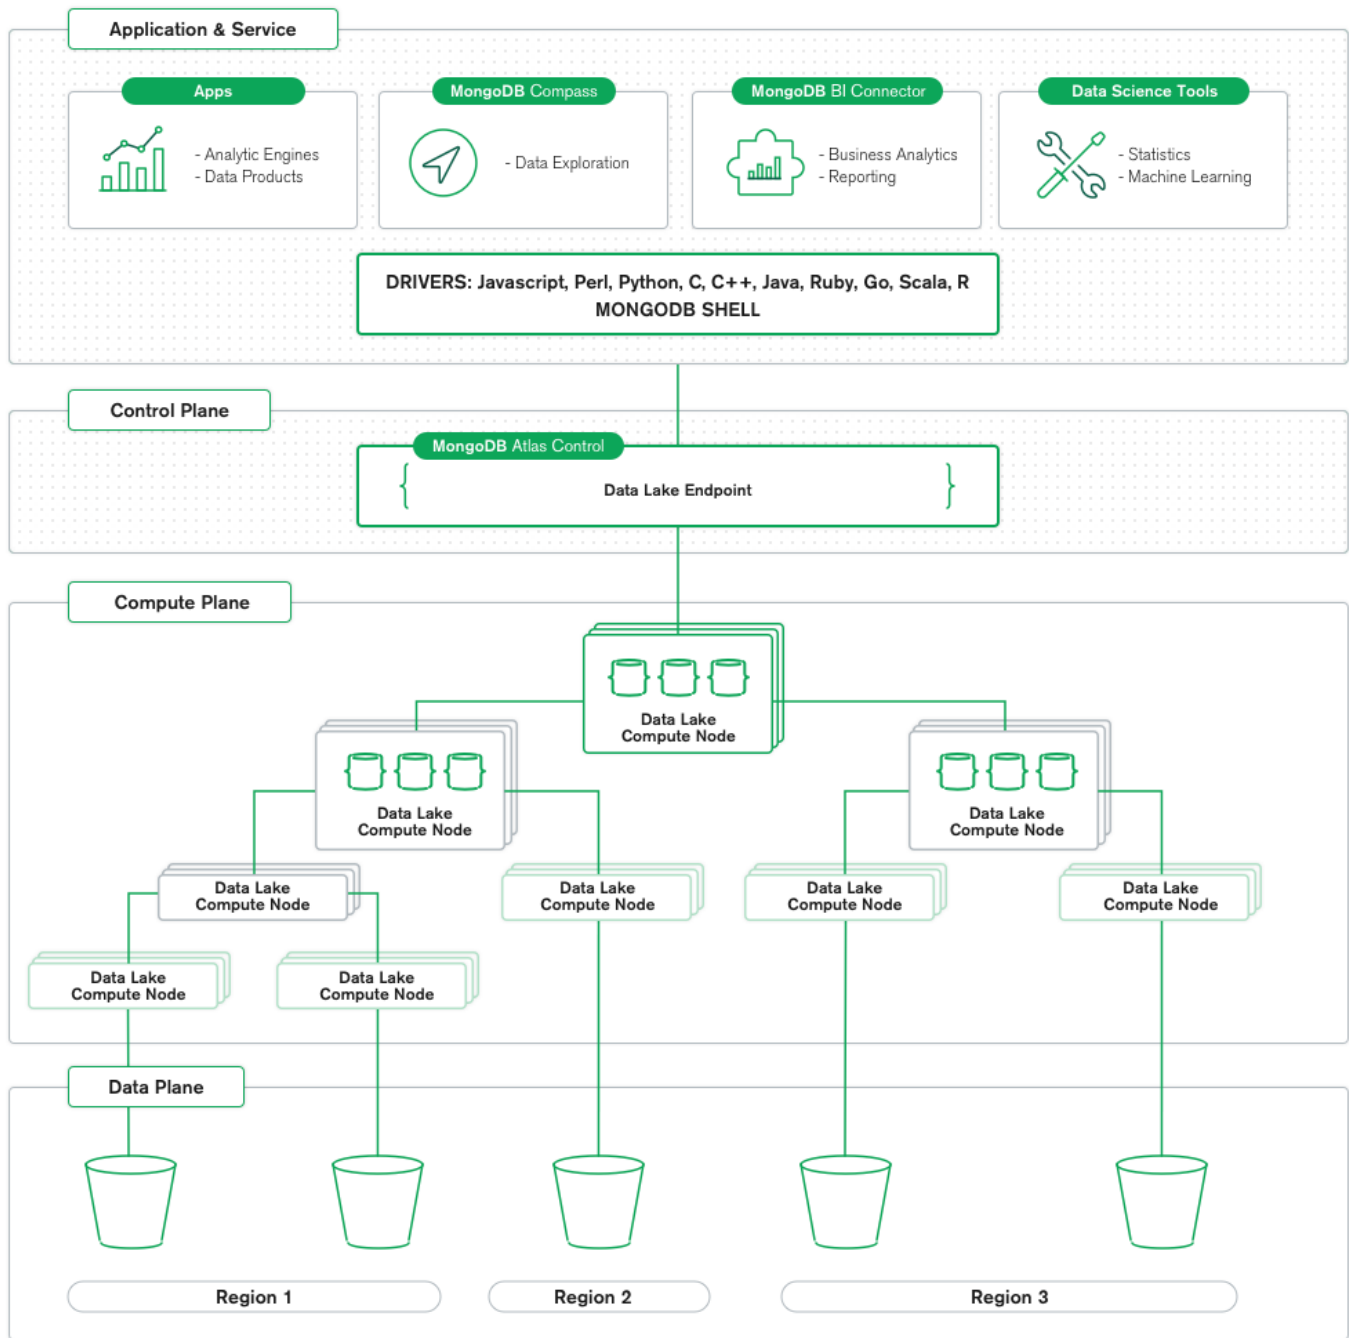 Application & Service
Apps
- Analytic Engines
- Data Products
MongoDB Compass
- Data Exploration
MongoDB BI Connector
- Business Analytics
- Reporting
Data Science Tools
- Statistics
- Machine Learning
DRIVERS: Javascript, Perl, Python, C, C++, Java, Ruby, Go, Scala, R
MONGODB SHELL
Control Plane
MongoDB Atlas Control
{ Data Lake Endpoint }
Compute Plane
Data Lake
Compute Node
Data Lake
Compute Node
Data Lake
Compute Node
Data Lake
Compute Node
Data Lake
Compute Node
Data Lake
Compute Node
Data Lake
Compute Node
Data Lake
Compute Node
Data Lake
Compute Node
Data Plane
Region 1
Region 2
Region 3